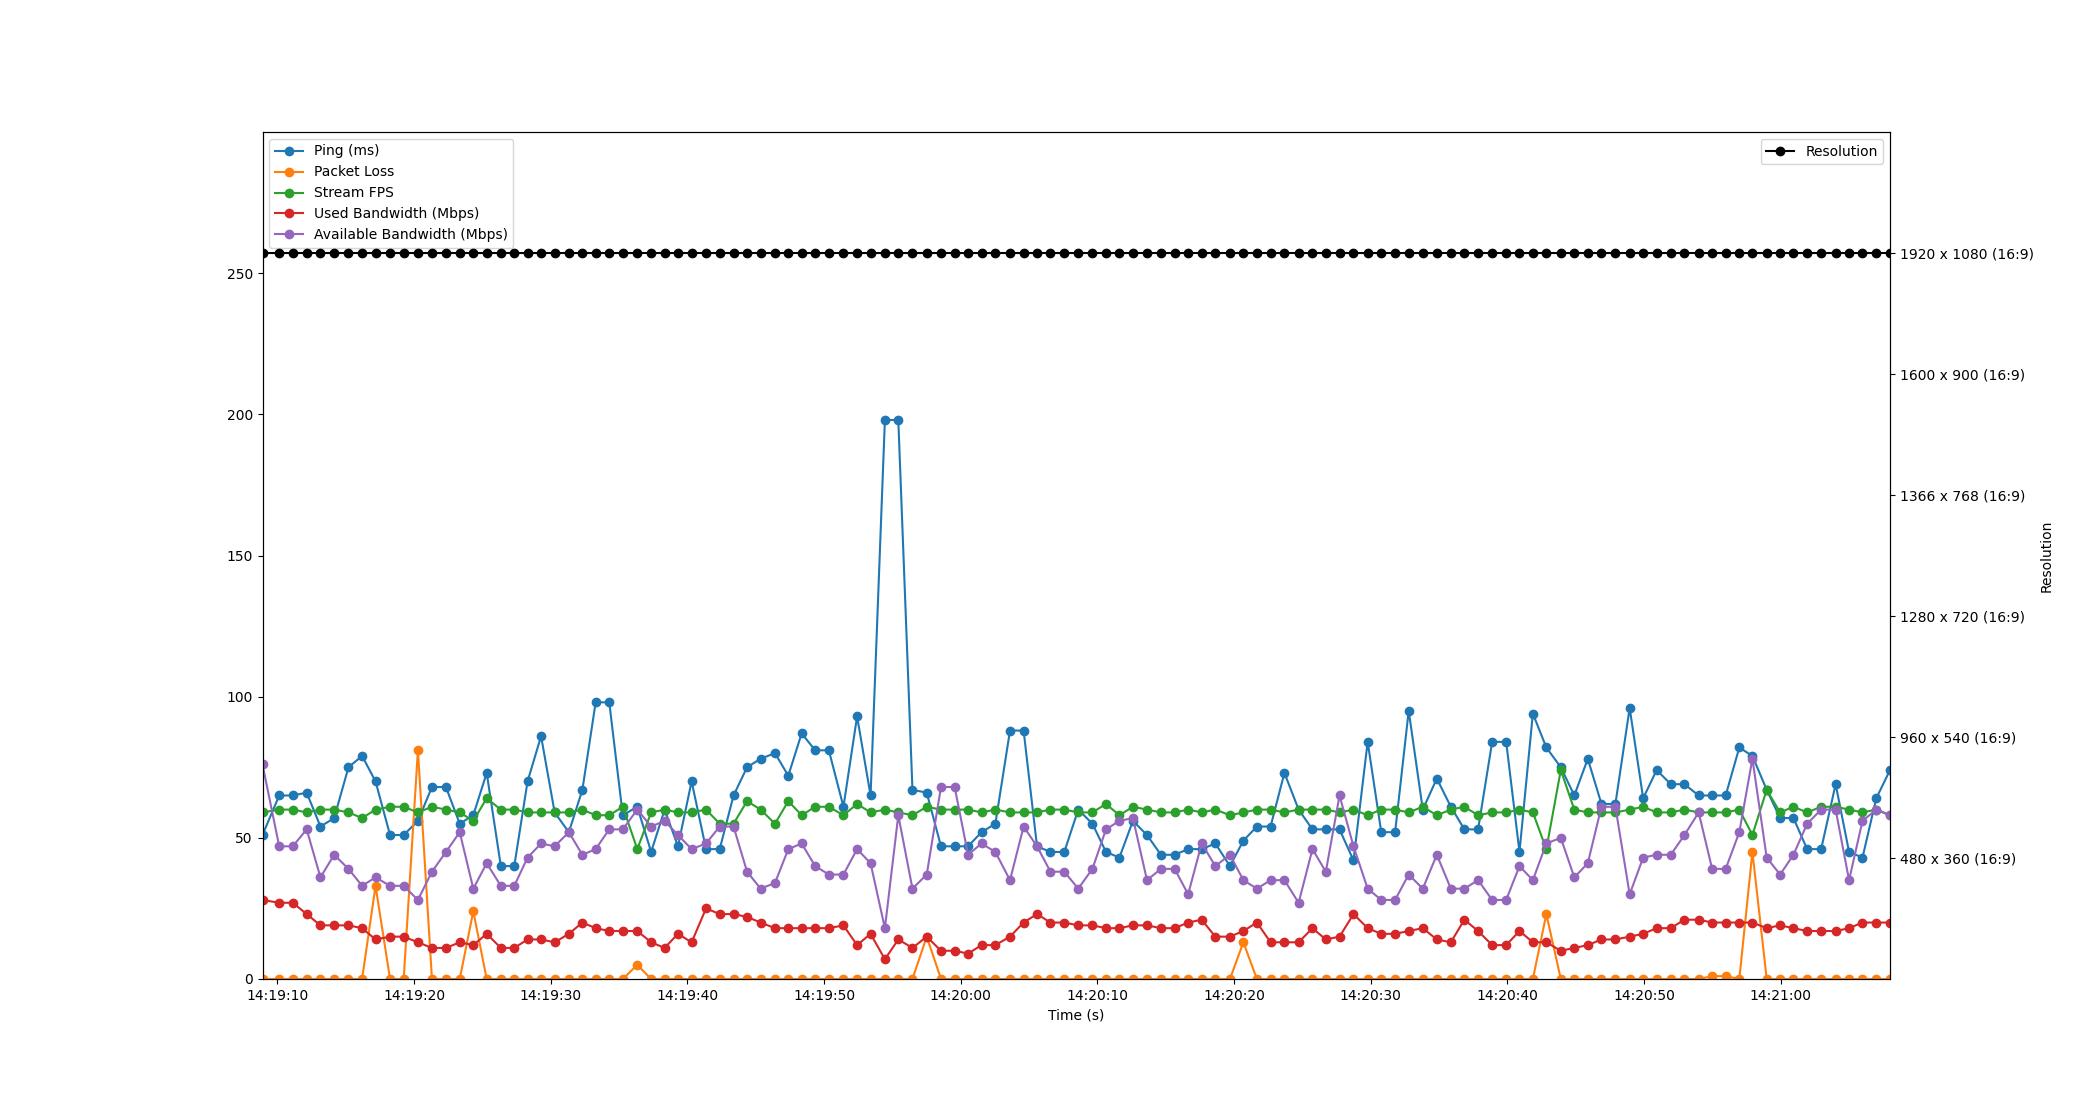 Ping (ms)
Packet Loss
Stream FPS
Used Bandwidth (Mbps)
Available Bandwidth (Mbps)
Resolution
250
200
150
100
50
0
1920 x 1080 (16:9)
1600 x 900 (16:9)
1366 x 768 (16:9)
1280 x 720 (16:9)
960 x 540 (16:9)
480 x 360 (16:9)
Resolution
14:19:10 14:19:20 14:19:30 14:19:40 14:19:50 14:20:00 14:20:10 14:20:20 14:20:30 14:20:40 14:20:50 14:21:00
Time (s)